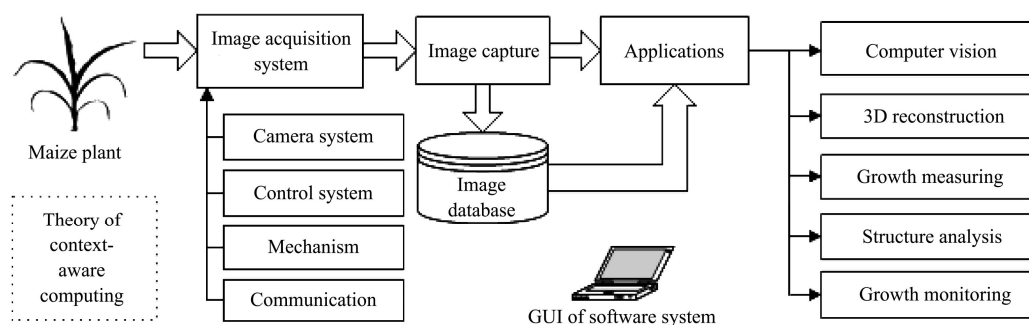 Image acquisition
system
Image capture
Applications
Computer vision
3D reconstruction
Growth measuring
Structure analysis
Growth monitoring
Maize plant
Camera system
Control system
Mechanism
Communication
Image
database
Theory of
context-
aware
computing
GUI of software system